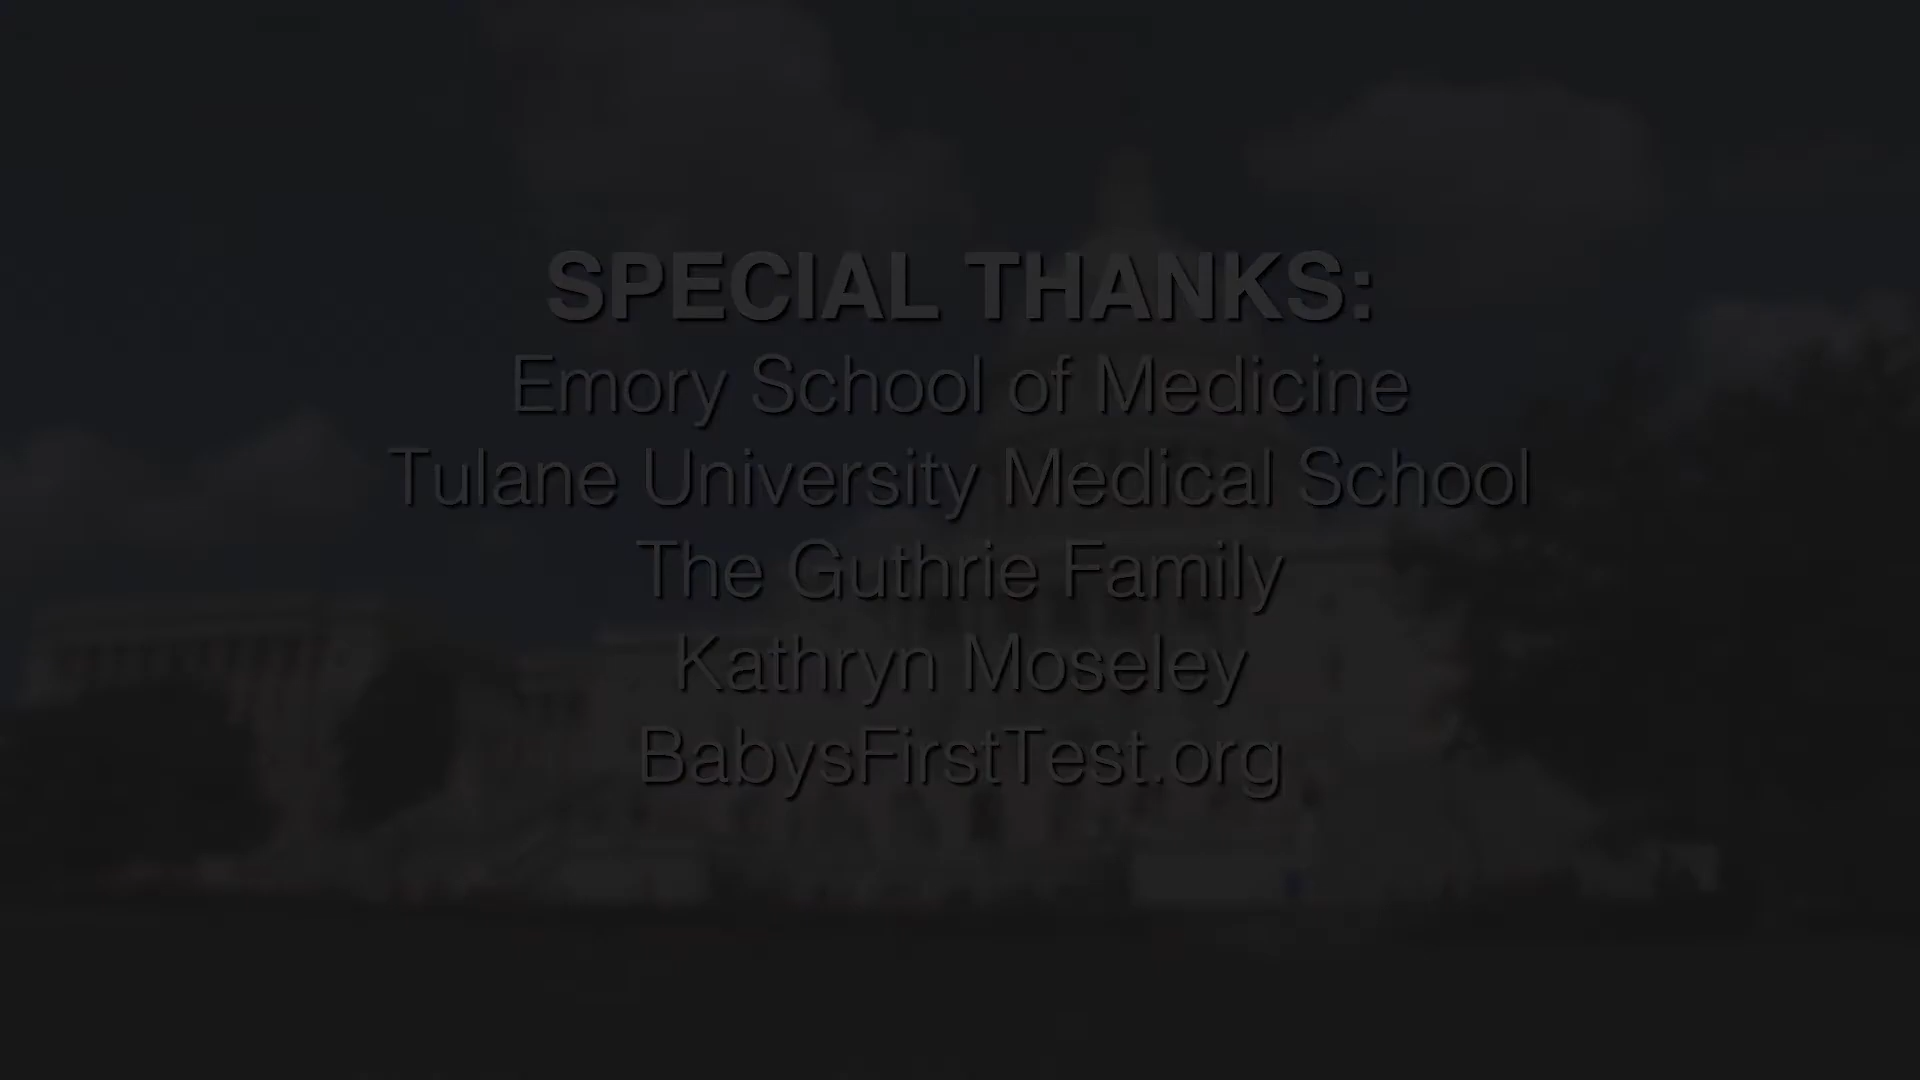 SPECIAL THANKS:
Emory School of Medicine
Tulane University Medical School
The Guthrie Family
Kathryn Moseley
BabysFirstTest.org